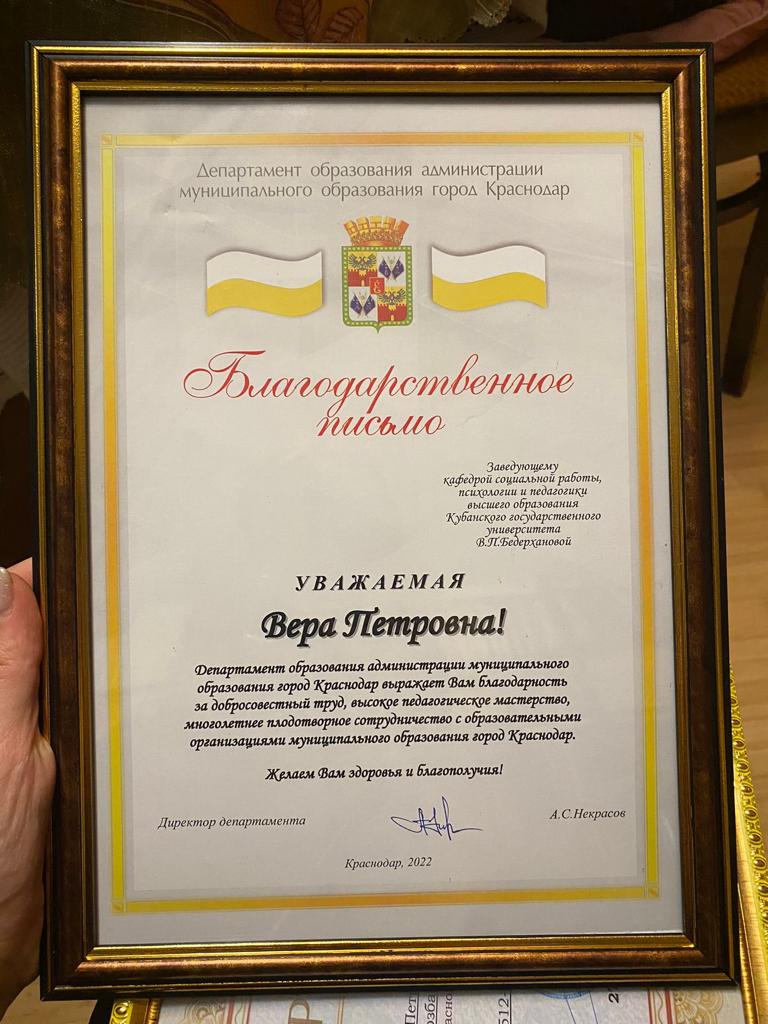 Департамент образования администрации
муниципального образования город Краснодар
Благодарственное
письмо
Заведующему
кафедрой социальной работы,
психологии и педагогики
высшего образования
Кубанского государственного
университета
В.П.Бедерхановой
УВАЖАЕМАЯ
Вера Петровна!
Департамент образования администрации муниципального
образования город Краснодар выражает Вам благодарность
за добросовестный труд, высокое педагогическое мастерство,
многолетнее плодотворное сотрудничество с образовательными
организациями муниципального образования город Краснодар.
Желаем Вам здоровья и благополучия!
Директор департамента
А.С.Некрасов
Краснодар, 2022